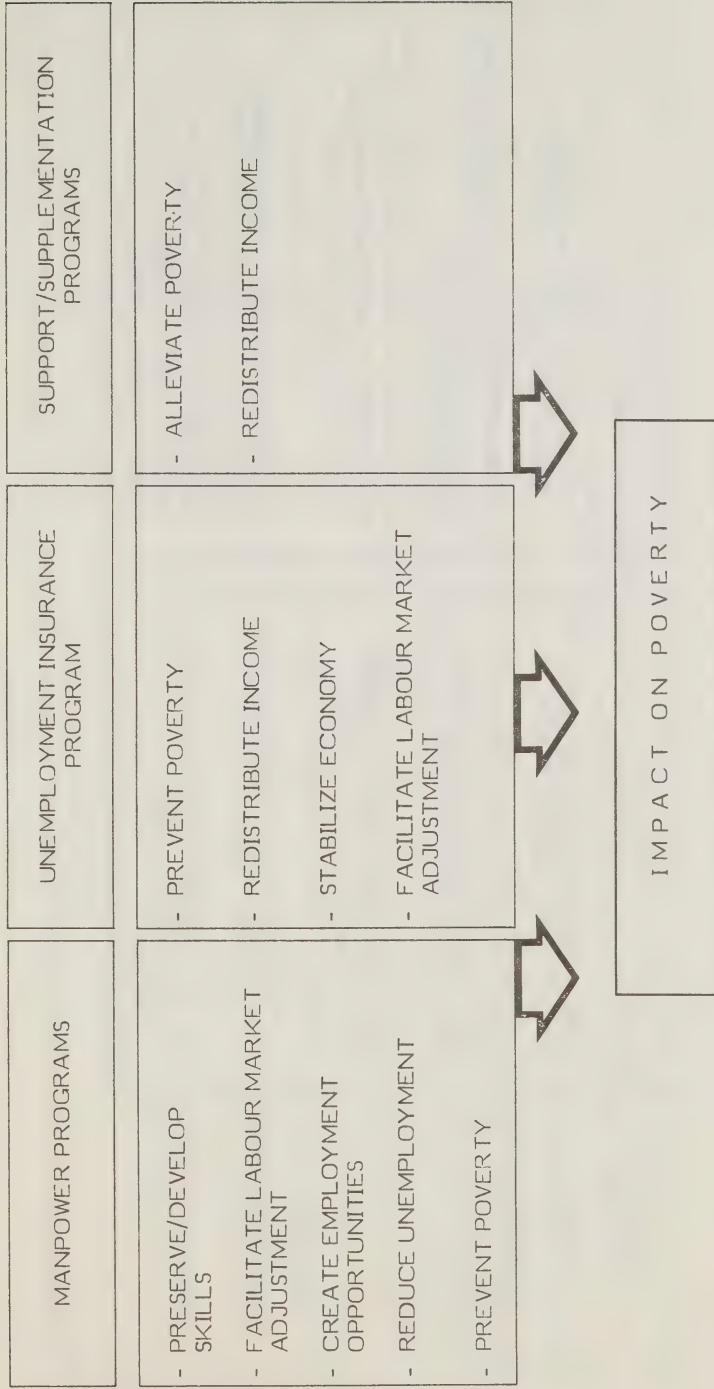 MANPOWER PROGRAMS
- PRESERVE/DEVELOP
SKILLS
- FACILITATE LABOUR MARKET
ADJUSTMENT
- CREATE EMPLOYMENT
OPPORTUNITIES
- REDUCE UNEMPLOYMENT
- PREVENT POVERTY
UNEMPLOYMENT INSURANCE
PROGRAM
- PREVENT POVERTY
- REDISTRIBUTE INCOME
- STABILIZE ECONOMY
- FACILITATE LABOUR MARKET
ADJUSTMENT
SUPPORT/SUPPLEMENTATION
PROGRAMS
- ALLEVIATE POVERTY
- REDISTRIBUTE INCOME
IMPACT ON POVERTY